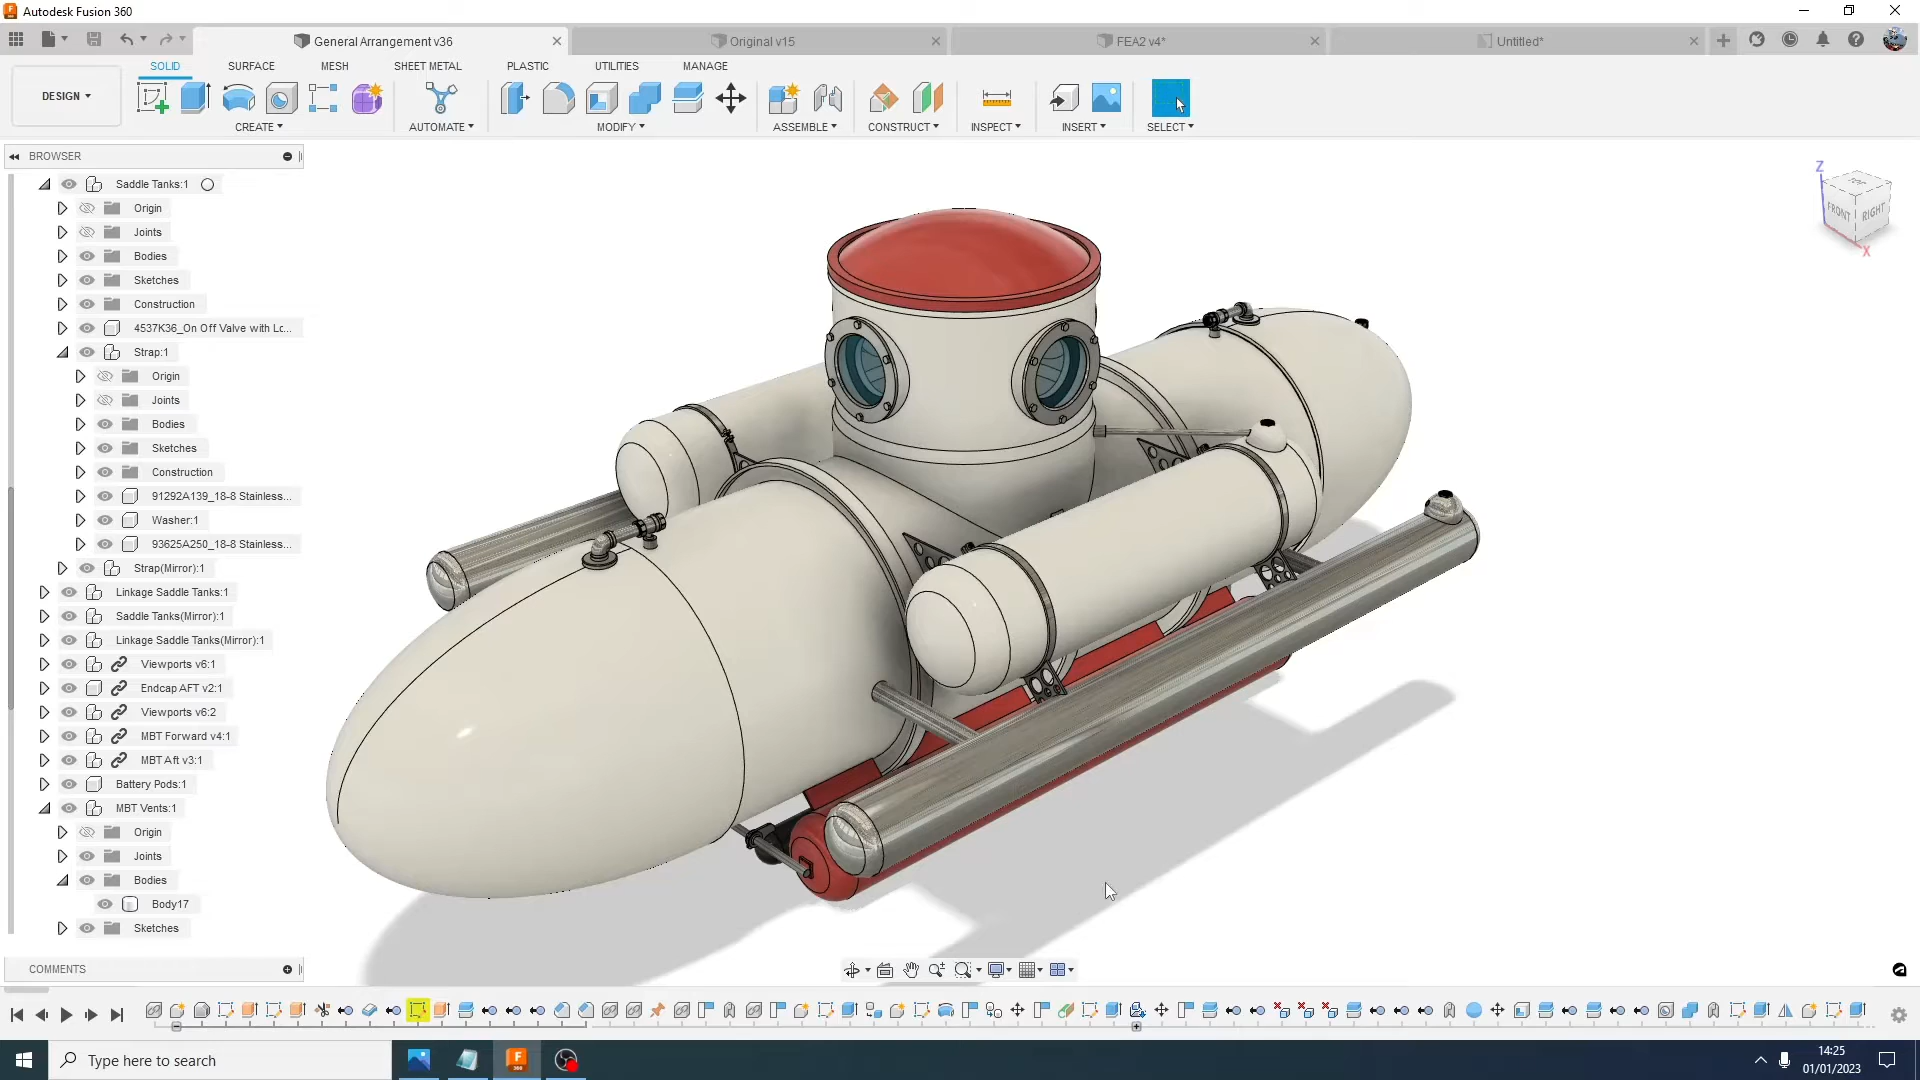 Autodesk Fusion 360
General Arrangement v36
Original v15
FEA2 v4*
Untitled*
DESIGN
SOLID
SURFACE
MESH
SHEET METAL
PLASTIC
UTILITIES
MANAGE
CREATE
AUTOMATE
MODIFY
ASSEMBLE
CONSTRUCT
INSPECT
INSERT
SELECT
BROWSER
Saddle Tanks:1
Origin
Joints
Bodies
Sketches
Construction
4537K36_On Off Valve with Lc...
Strap:1
Origin
Joints
Bodies
Sketches
Construction
91292A139_18-8 Stainless...
Washer:1
93625A250_18-8 Stainless...
Strap(Mirror):1
Linkage Saddle Tanks:1
Saddle Tanks(Mirror):1
Linkage Saddle Tanks(Mirror):1
Viewports v6:1
Endcap AFT v2:1
Viewports v6:2
MBT Forward v4:1
MBT Aft v3:1
Battery Pods:1
MBT Vents:1
Origin
Joints
Bodies
Body17
Sketches
COMMENTS
Z
TOP
FRONT
RIGHT
X
Type here to search
14:25
01/01/2023